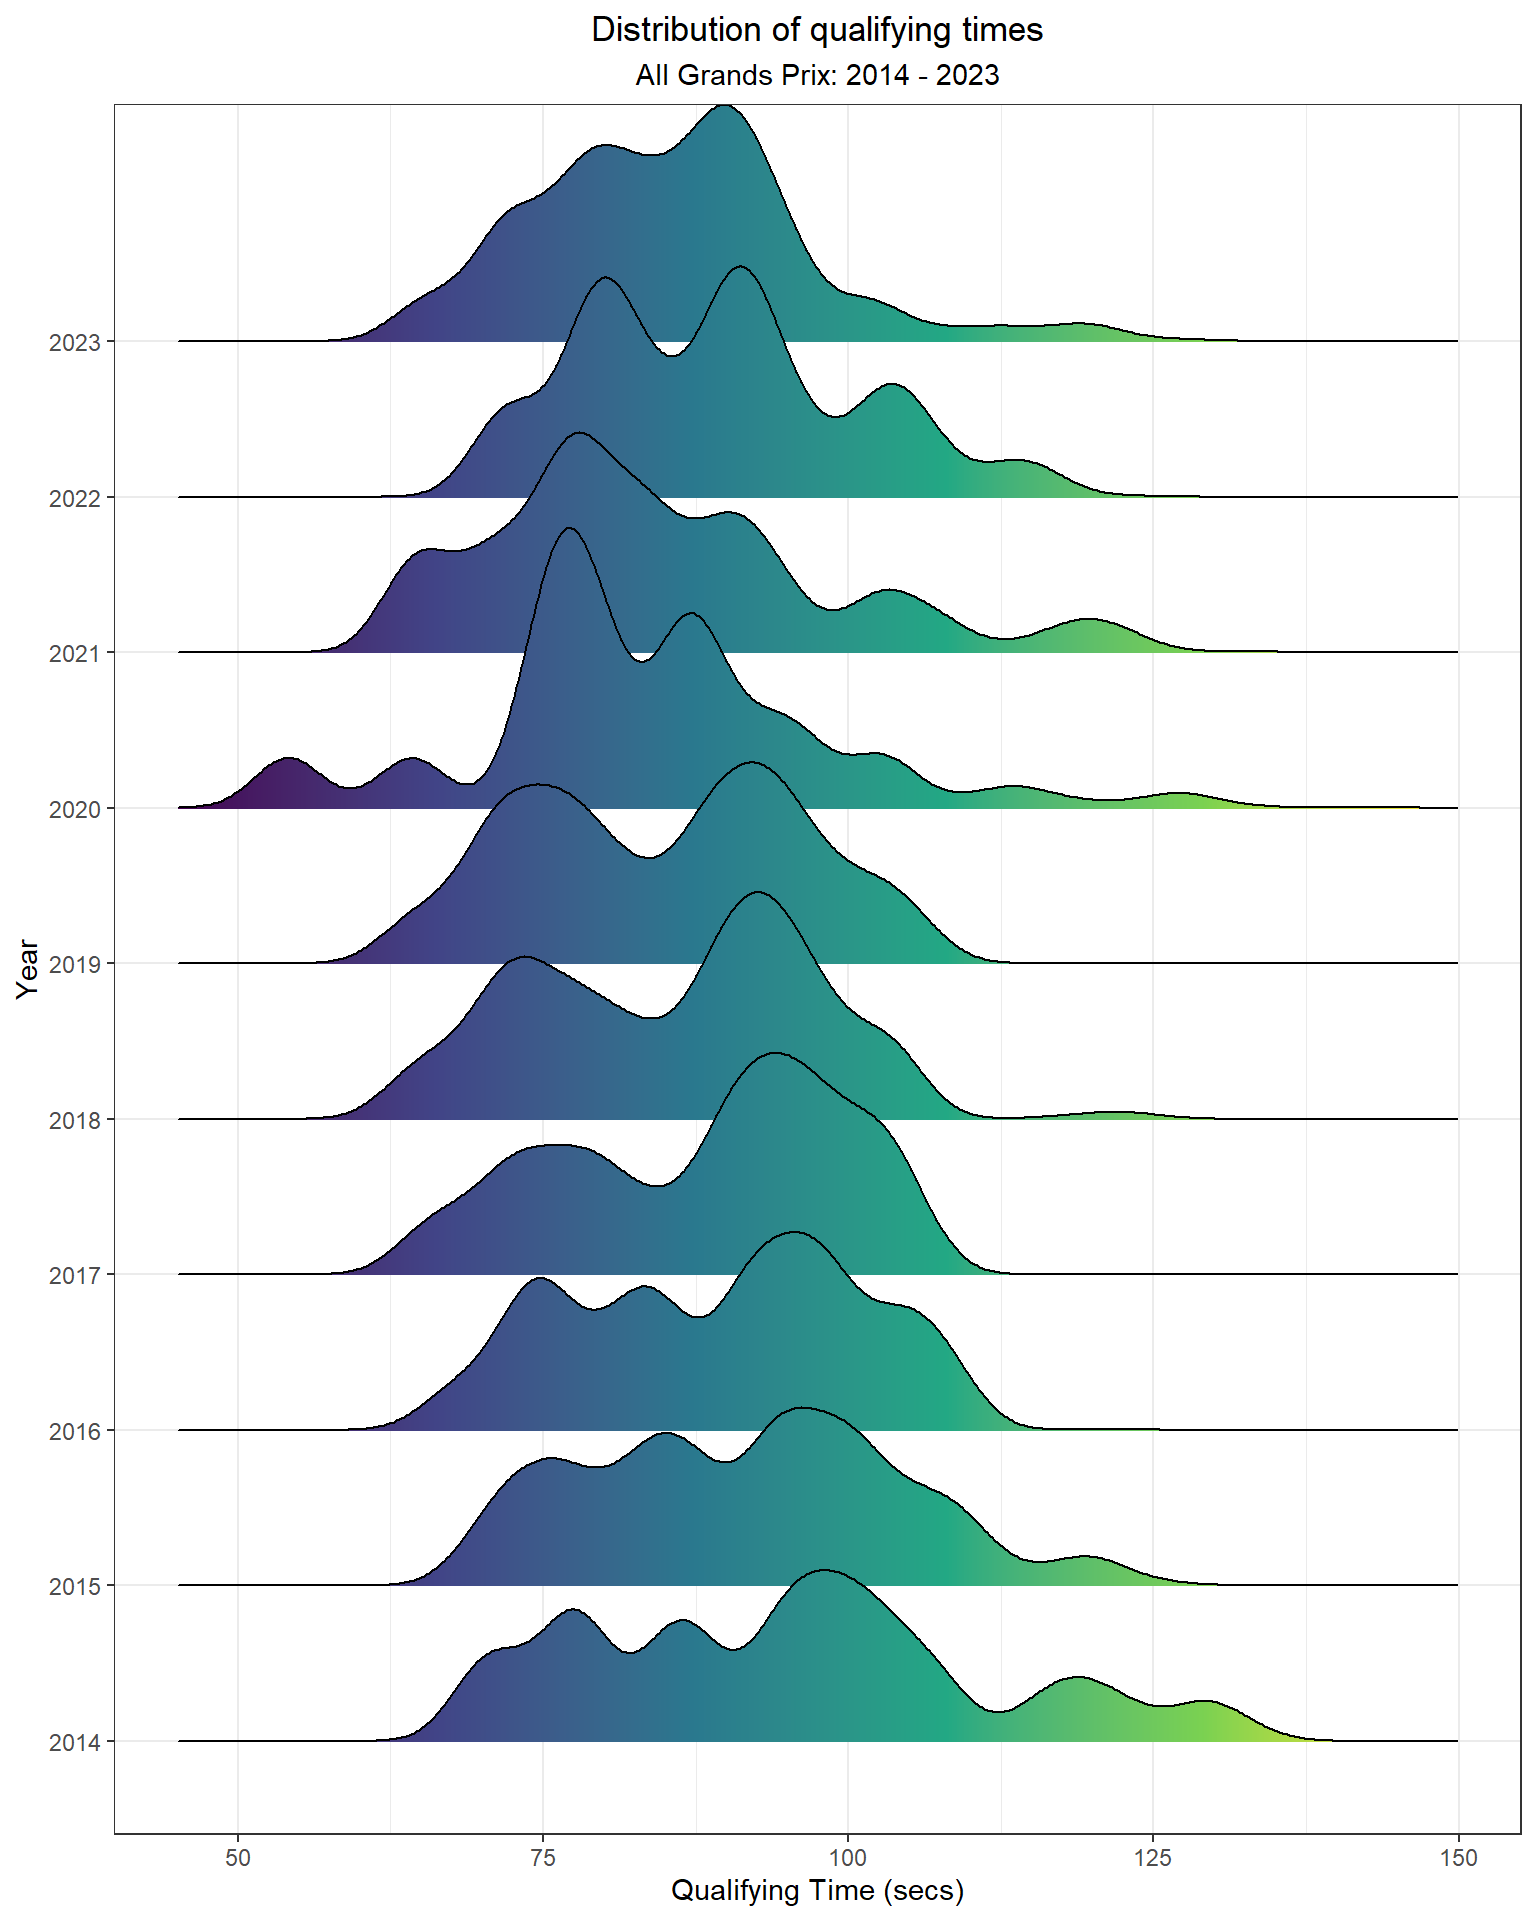 Distribution of qualifying times
All Grands Prix: 2014 - 2023
2023
2022
2021
2020
2019
2018
2017
2016
2015
2014
Year
50 75 100 125 150
Qualifying Time (secs)